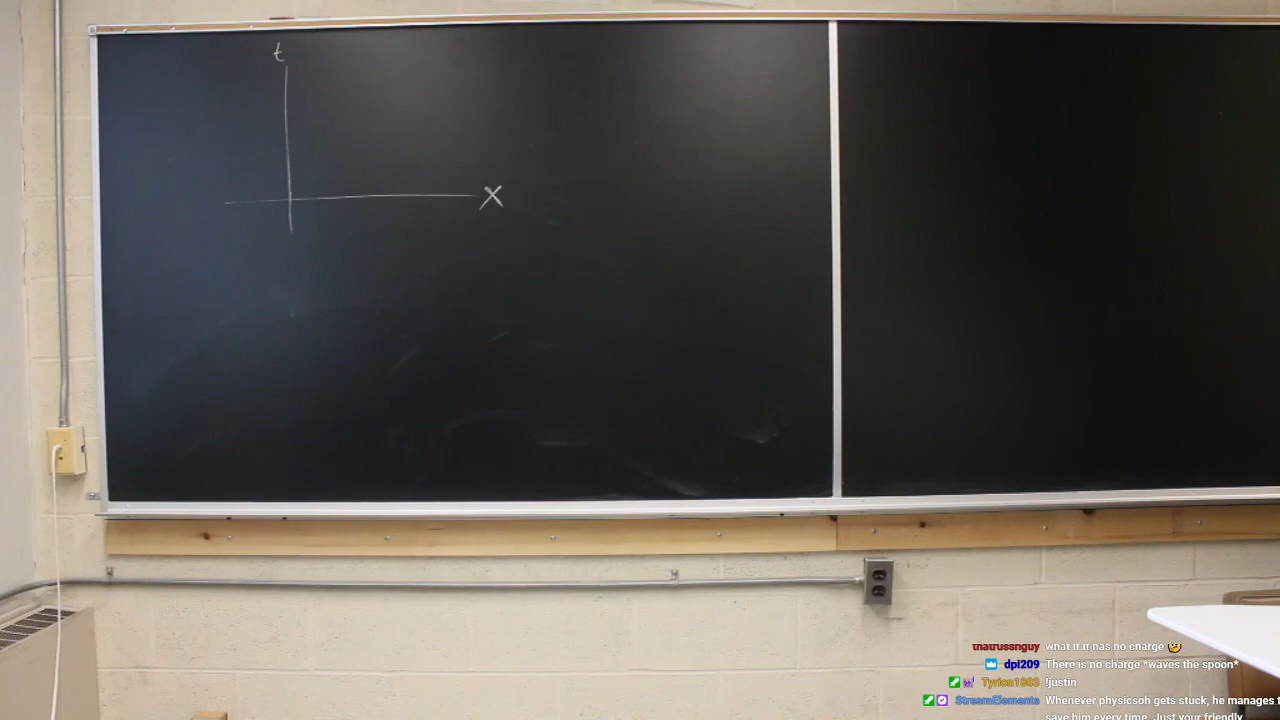 t
X
thatrussnguy what if it has no charge 🤔
dpi209 There is no charge *waves the spoon*
Tyrion1803 !justin
StreamElements Whenever physicsoh gets stuck, he manages
save him every time. Just your friendly